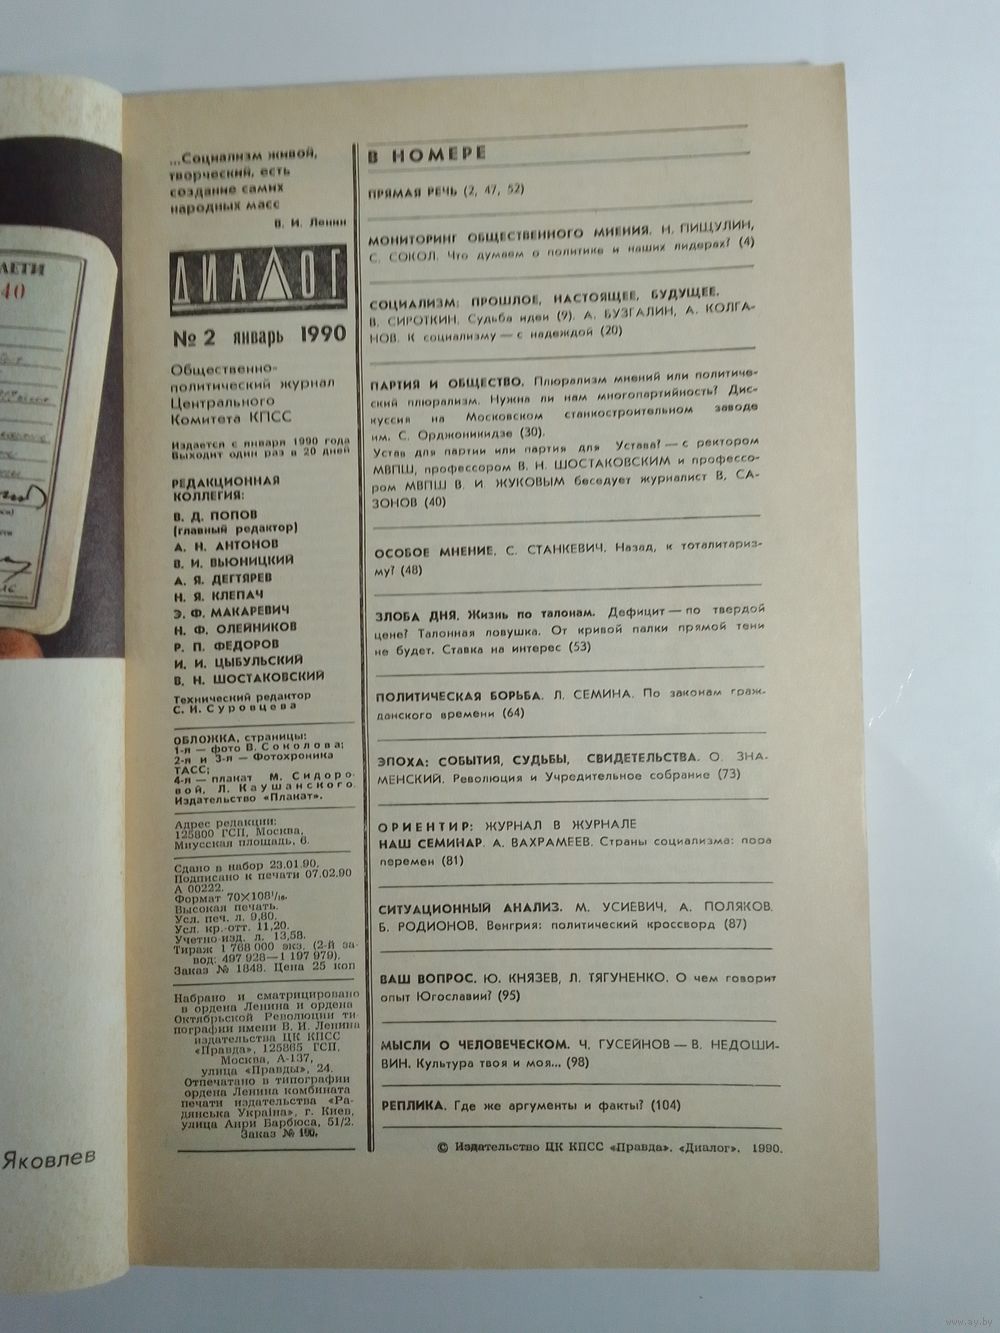 ...Социализм живой,
творческий, есть
создание самих
народных масс
В. И. Ленин
ДИАЛОГ
№ 2 январь 1990
Общественно-
политический журнал
Центрального
Комитета КПСС
Издается с января 1990 года
Выходит один раз в 20 дней
РЕДАКЦИОННАЯ
КОЛЛЕГИЯ:
В. Д. ПОПОВ
(главный редактор)
А. Н. АНТОНОВ
В. И. ВЬЮНИЦКИЙ
А. Я. ДЕГТЯРЕВ
Н. Я. КЛЕПАЧ
Э. Ф. МАКАРЕВИЧ
Н. Ф. ОЛЕЙНИКОВ
Р. П. ФЕДОРОВ
И. И. ЦЫБУЛЬСКИЙ
В. Н. ШОСТАКОВСКИЙ
Технический редактор
С. И. Суровцева
ОБЛОЖКА, страницы:
1-я — фото В. Соколова;
2-я и 3-я — Фотохроника
ТАСС;
4-я — плакат М. Сидоро-
вой, Л. Каушанского.
Издательство «Плакат».
Адрес редакции:
125800 ГСП, Москва,
Миусская площадь, 6.
Сдано в набор 23.01.90.
Подписано к печати 07.02.90
А 00222.
Формат 70×108¹/₁₆.
Высокая печать.
Усл. печ. л. 9,80.
Усл. кр.-отт. 11,20.
Учетно-изд. л. 13,58.
Тираж 1 768 000 экз. (2-й за-
вод: 497 928—1 197 979).
Заказ № 1848. Цена 25 коп
Набрано и сматрицировано
в ордена Ленина и ордена
Октябрьской Революции ти
пографии имени В. И. Ленина
издательства ЦК КПСС
«Правда», 125865 ГСП,
Москва, А-137,
улица «Правды», 24.
Отпечатано в типографии
ордена Ленина комбината
печати издательства «Ра-
дянська Україна», г. Киев,
улица Анри Барбюса, 51/2.
Заказ №
В НОМЕРЕ
ПРЯМАЯ РЕЧЬ (2, 47, 52)
МОНИТОРИНГ ОБЩЕСТВЕННОГО МНЕНИЯ. Н. ПИЩУЛИН,
С. СОКОЛ. Что думаем о политике и наших лидерах? (4)
СОЦИАЛИЗМ: ПРОШЛОЕ, НАСТОЯЩЕЕ, БУДУЩЕЕ.
В. СИРОТКИН. Судьба идеи (9). А. БУЗГАЛИН, А. КОЛГА-
НОВ. К социализму — с надеждой (20)
ПАРТИЯ И ОБЩЕСТВО. Плюрализм мнений или политиче-
ский плюрализм. Нужна ли нам многопартийность? Дис-
куссия на Московском станкостроительном заводе
им. С. Орджоникидзе (30).
Устав для партии или партия для Устава? — с ректором
МВПШ, профессором В. Н. ШОСТАКОВСКИМ и профессо-
ром МВПШ В. И. ЖУКОВЫМ беседует журналист В. СА-
ЗОНОВ (40)
ОСОБОЕ МНЕНИЕ. С. СТАНКЕВИЧ. Назад, к тоталитариз-
му? (48)
ЗЛОБА ДНЯ. Жизнь по талонам. Дефицит — по твердой
цене? Талонная ловушка. От кривой палки прямой тени
не будет. Ставка на интерес (53)
ПОЛИТИЧЕСКАЯ БОРЬБА. Л. СЕМИНА. По законам граж-
данского времени (64)
ЭПОХА: СОБЫТИЯ, СУДЬБЫ, СВИДЕТЕЛЬСТВА. О. ЗНА-
МЕНСКИЙ. Революция и Учредительное собрание (73)
ОРИЕНТИР: ЖУРНАЛ В ЖУРНАЛЕ
НАШ СЕМИНАР. А. ВАХРАМЕЕВ. Страны социализма: пора
перемен (81)
СИТУАЦИОННЫЙ АНАЛИЗ. М. УСИЕВИЧ, А. ПОЛЯКОВ,
Б. РОДИОНОВ. Венгрия: политический кроссворд (87)
ВАШ ВОПРОС. Ю. КНЯЗЕВ, Л. ТЯГУНЕНКО. О чем говорит
опыт Югославии? (95)
МЫСЛИ О ЧЕЛОВЕЧЕСКОМ. Ч. ГУСЕЙНОВ — В. НЕДОШИ-
ВИН. Культура твоя и моя... (98)
РЕПЛИКА. Где же аргументы и факты? (104)
© Издательство ЦК КПСС «Правда». «Диалог». 1990.
ЛЕТИ
40
Яковлев
www.ay.by